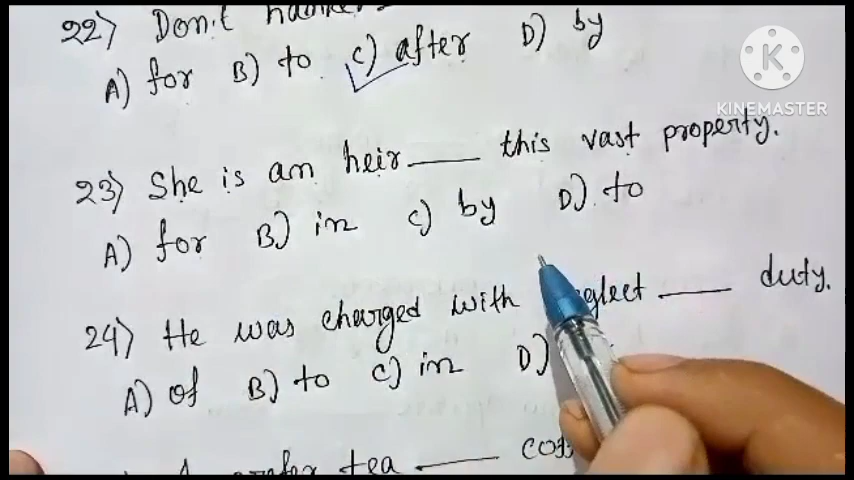 22) Don't
A) for B) to C) after D) by
K
KINEMASTER
23) She is an heir ____ this vast property.
A) for B) in C) by D) to
24) He was charged with neglect ____ duty.
A) of B) to C) in D)
prefer tea ____